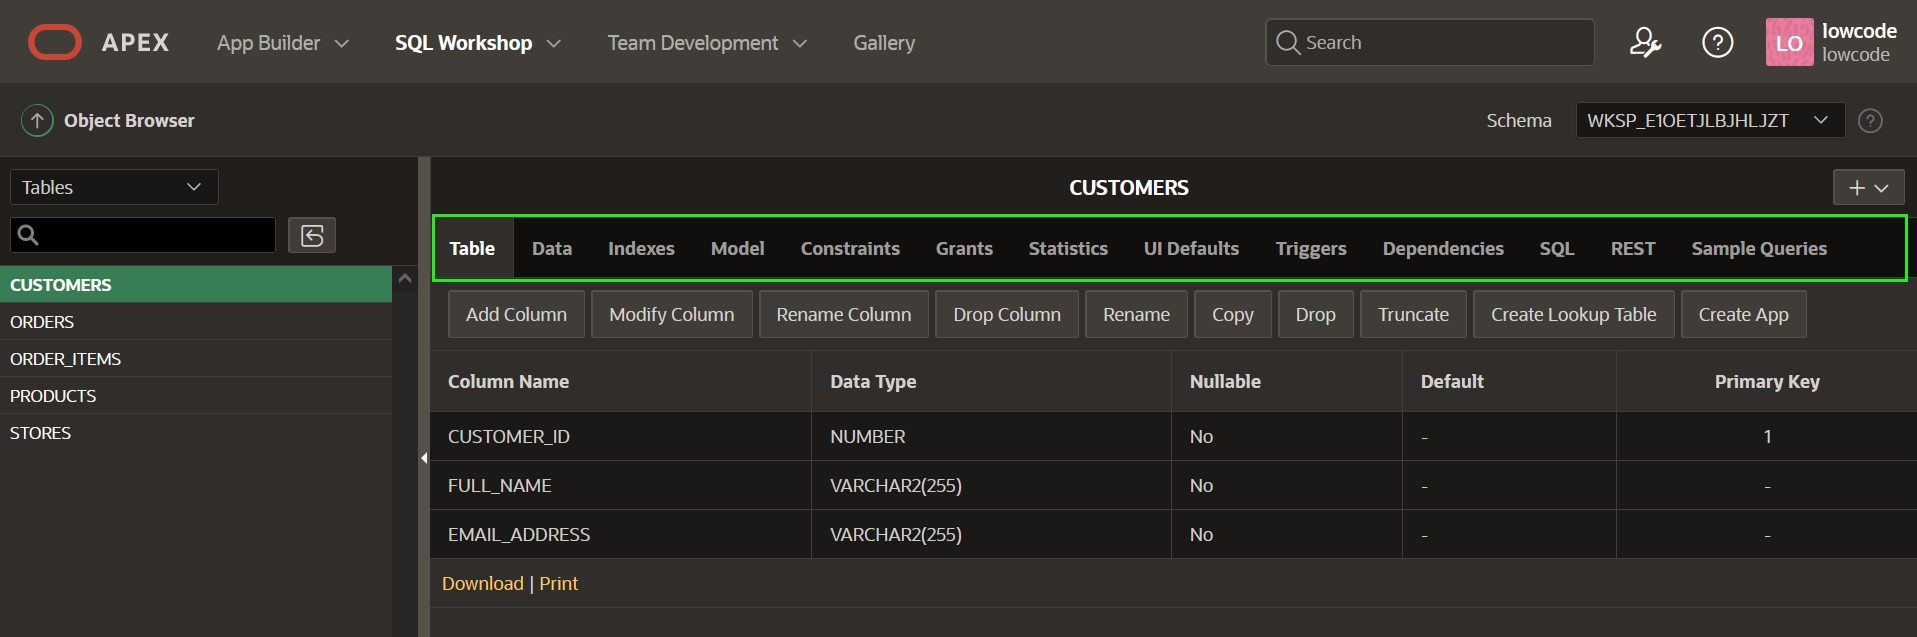 APEX App Builder SQL Workshop Team Development Gallery Search ? LO lowcode
lowcode
Object Browser Schema WKSP_E1OETJLBJHLJZT ?
Tables
CUSTOMERS
ORDERS
ORDER_ITEMS
PRODUCTS
STORES
CUSTOMERS +
Table Data Indexes Model Constraints Grants Statistics UI Defaults Triggers Dependencies SQL REST Sample Queries
Add Column Modify Column Rename Column Drop Column Rename Copy Drop Truncate Create Lookup Table Create App
Column Name Data Type Nullable Default Primary Key
CUSTOMER_ID NUMBER No - 1
FULL_NAME VARCHAR2(255) No - -
EMAIL_ADDRESS VARCHAR2(255) No - -
Download | Print